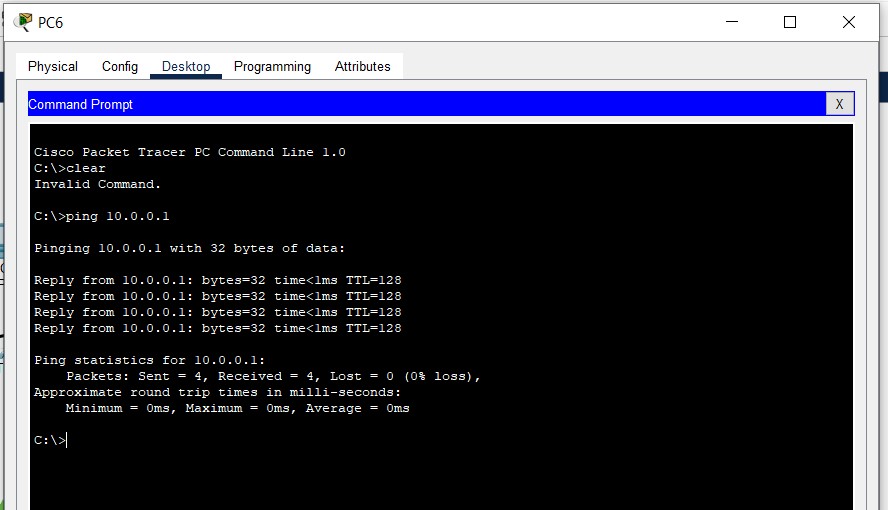 PC6
Physical Config Desktop Programming Attributes
Command Prompt
X
Cisco Packet Tracer PC Command Line 1.0
C:\>clear
Invalid Command.
C:\>ping 10.0.0.1
Pinging 10.0.0.1 with 32 bytes of data:
Reply from 10.0.0.1: bytes=32 time<1ms TTL=128
Reply from 10.0.0.1: bytes=32 time<1ms TTL=128
Reply from 10.0.0.1: bytes=32 time<1ms TTL=128
Reply from 10.0.0.1: bytes=32 time<1ms TTL=128
Ping statistics for 10.0.0.1:
Packets: Sent = 4, Received = 4, Lost = 0 (0% loss),
Approximate round trip times in milli-seconds:
Minimum = 0ms, Maximum = 0ms, Average = 0ms
C:\>